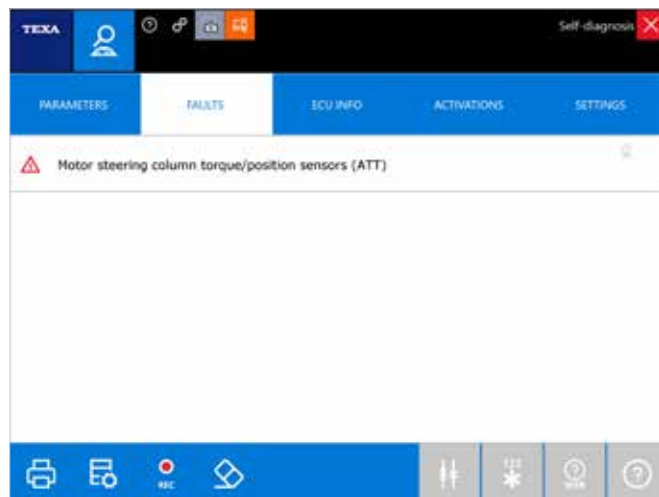 TEXA
Self-diagnosis
PARAMETERS
FAULTS
ECU INFO
ACTIVATIONS
SETTINGS
Motor steering column torque/position sensors (ATT)
REC